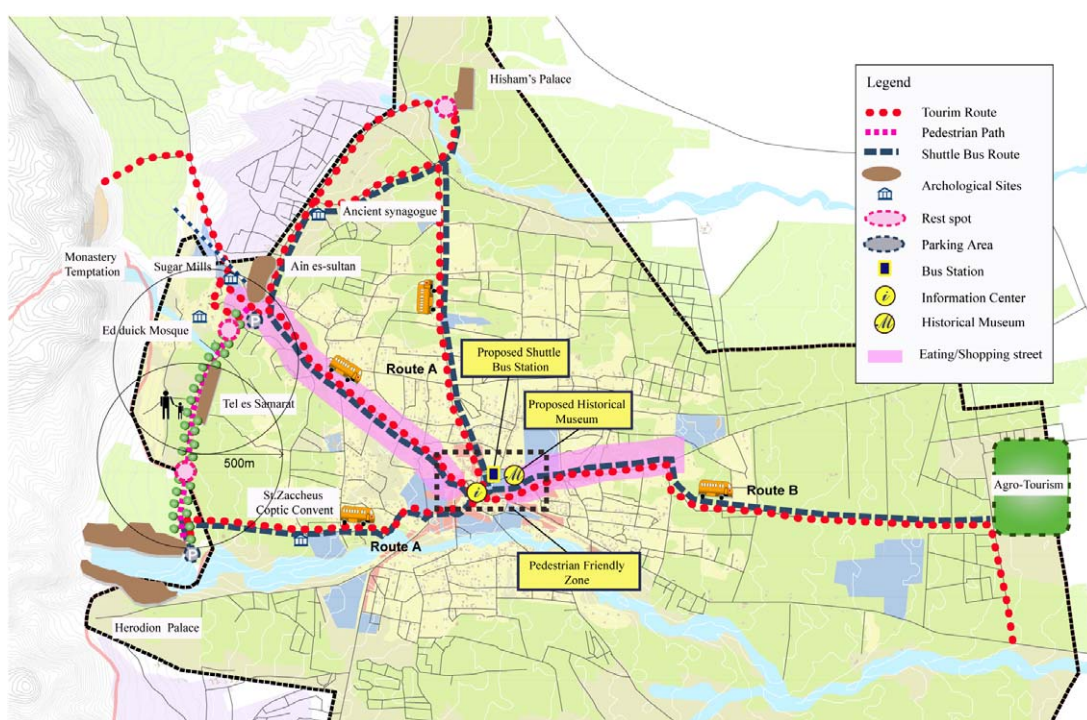 Hisham's Palace
Ancient synagogue
Monastery
Temptation
Sugar Mills
Ain es-sultan
Ed duick Mosque
Route A
Proposed Shuttle
Bus Station
Proposed Historical
Museum
Tel es Samarat
500m
St.Zaccheus
Coptic Convent
Route A
Route B
Agro-Tourism
Pedestrian Friendly
Zone
Herodion Palace
P
P
i
M
Legend
Tourim Route
Pedestrian Path
Shuttle Bus Route
Archological Sites
Rest spot
P
Parking Area
Bus Station
i
Information Center
M
Historical Museum
Eating/Shopping street